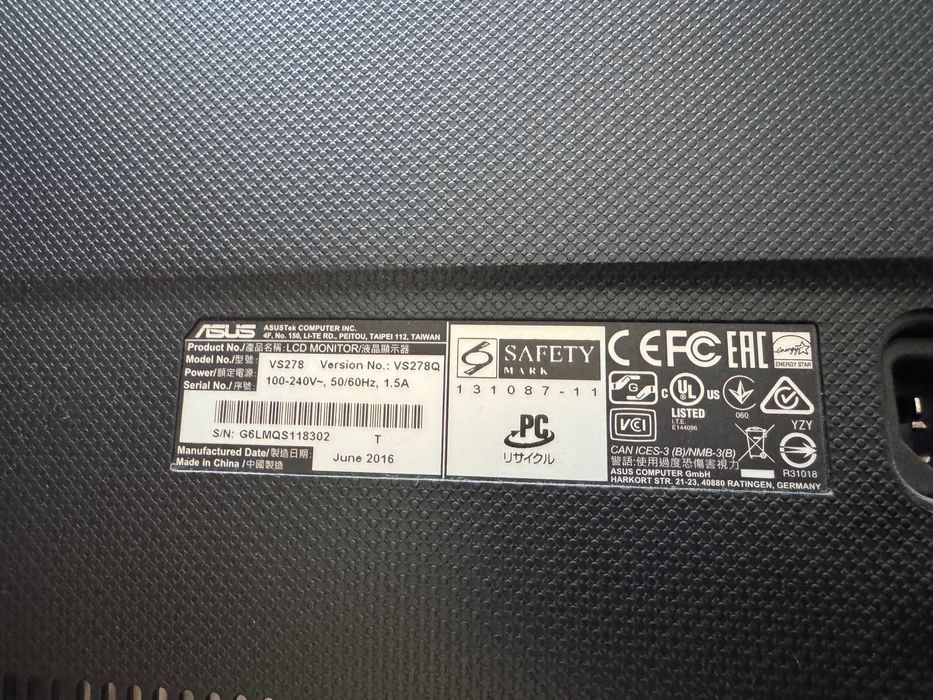 ASUS
ASUSTek COMPUTER INC.
4F, No. 150, LI-TE RD., PEITOU, TAIPEI 112, TAIWAN
Product No./產品名稱: LCD MONITOR/液晶顯示器
Model No./型號: VS278 Version No.: VS278Q
Power/額定電源: 100-240V~, 50/60Hz, 1.5A
Serial No./序號:
S/N: G6LMQS118302 T
Manufactured Date/製造日期: June 2016
Made in China / 中國製造
S SAFETY
MARK
131087-11
PC
リサイクル
CE FC EAC
energy
ENERGY STAR
G
c UL US
LISTED
I.T.E.
E144096
060
VCI
YZY
R31018
CAN ICES-3 (B)/NMB-3(B)
警語:使用過度恐傷害視力
ASUS COMPUTER GmbH
HARKORT STR. 21-23, 40880 RATINGEN, GERMANY